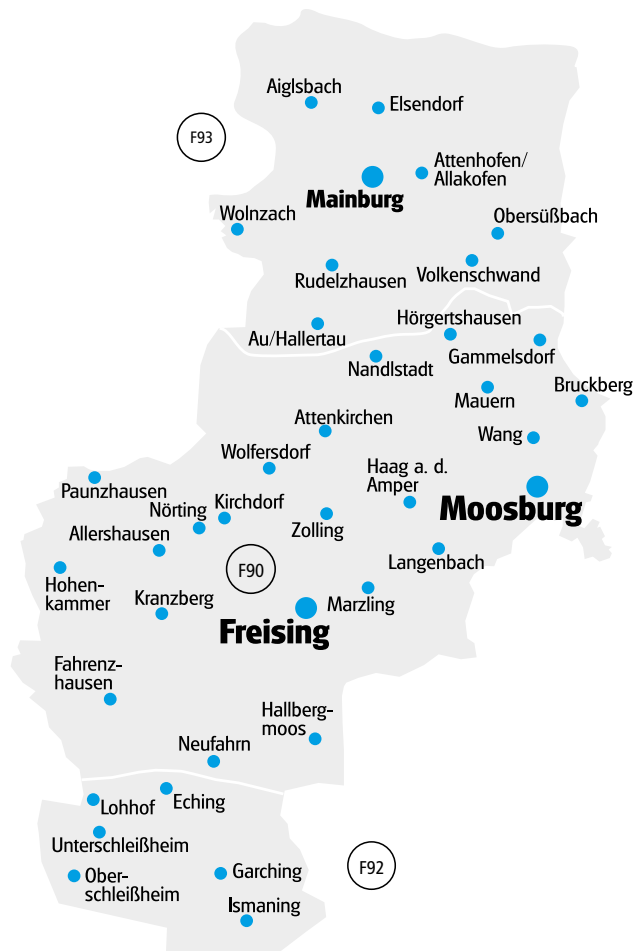 Aiglsbach
Elsendorf
F93
Attenhofen/
Allakofen
Mainburg
Wolnzach
Obersüßbach
Volkenschwand
Rudelzhausen
Hörgertshausen
Au/Hallertau
Gammelsdorf
Nandlstadt
Bruckberg
Mauern
Attenkirchen
Wang
Wolfersdorf
Haag a. d.
Amper
Paunzhausen
Kirchdorf
Nörting
Moosburg
Zolling
Allershausen
Langenbach
F90
Hohen-
kammer
Kranzberg
Marzling
Freising
Fahrenz-
hausen
Hallberg-
moos
Neufahrn
Eching
Lohhof
Unterschleißheim
F92
Garching
Ober-
schleißheim
Ismaning